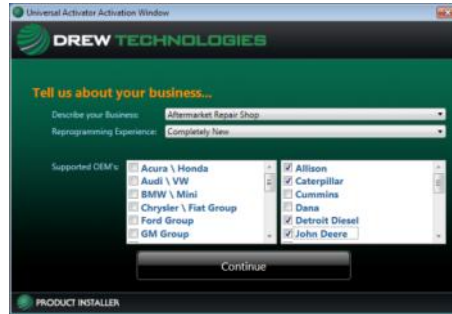 Universal Activator Activation Window
DREW TECHNOLOGIES
Tell us about your business...
Describe your Business: Aftermarket Repair Shop
Reprogramming Experience: Completely New
Supported OEM's:
Acura \ Honda
Audi \ VW
BMW \ Mini
Chrysler \ Fiat Group
Ford Group
GM Group
Allison
Caterpillar
Cummins
Dana
Detroit Diesel
John Deere
Continue
PRODUCT INSTALLER